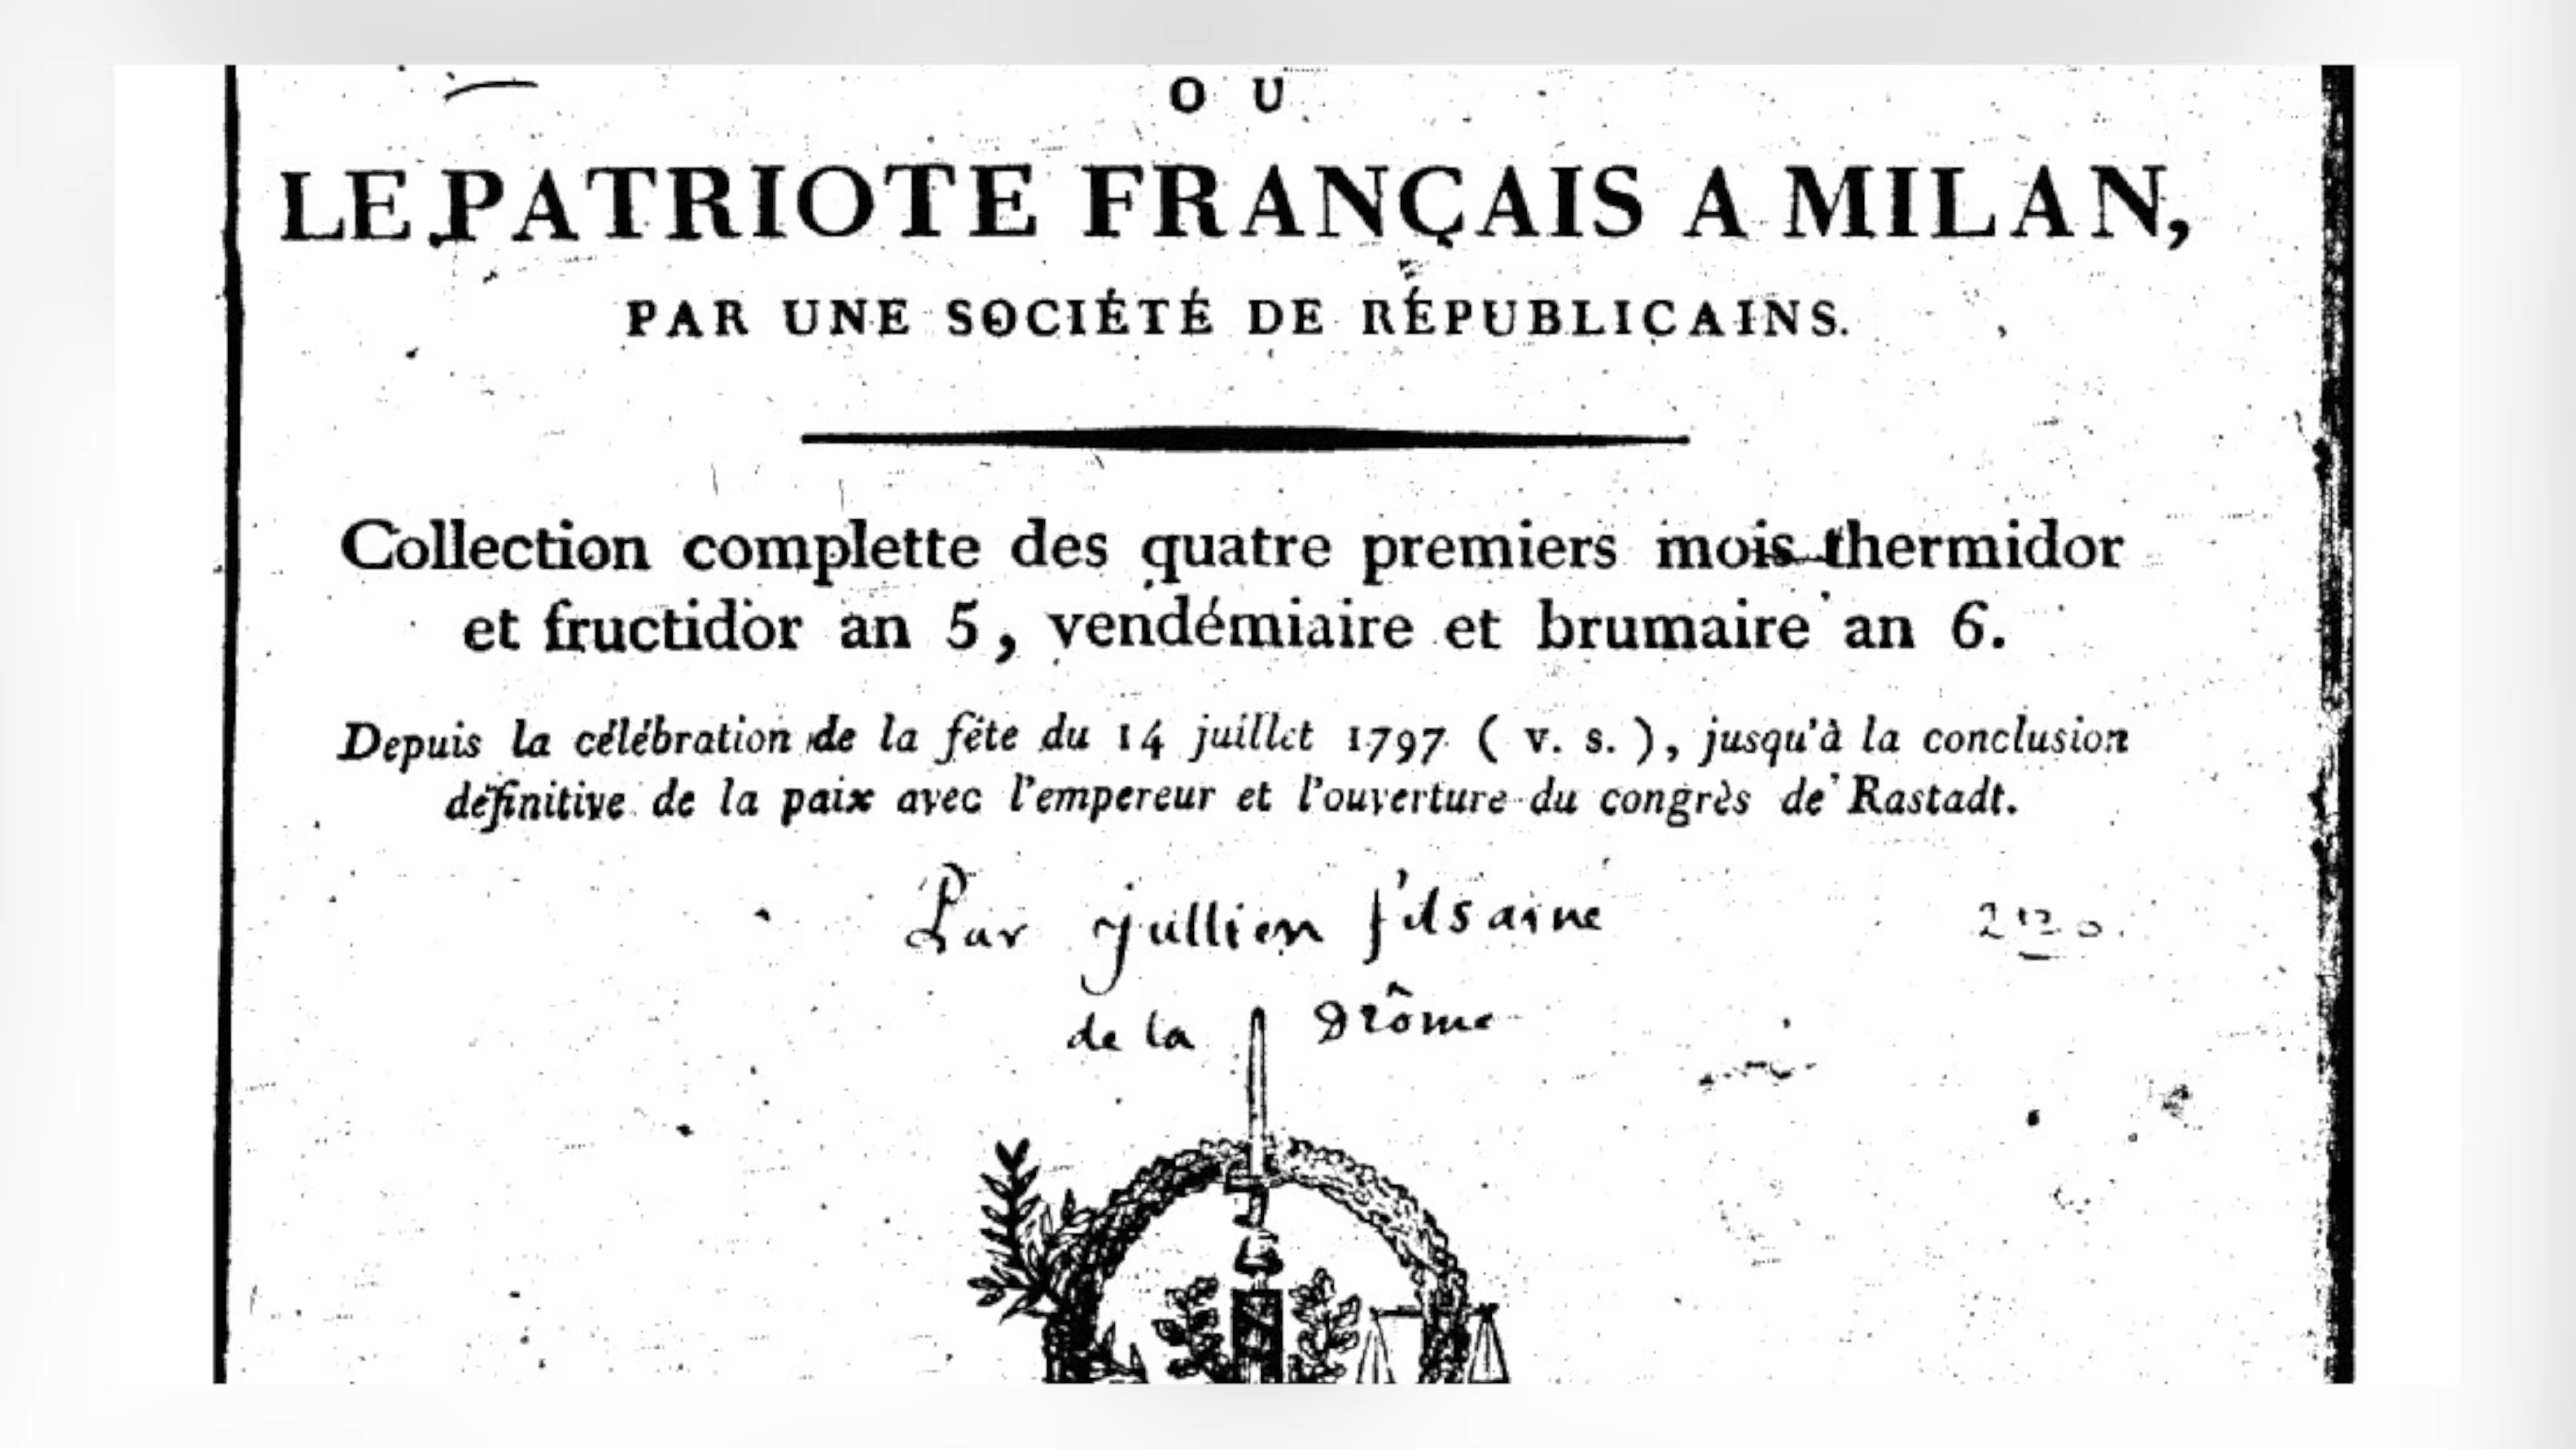 OU
LE PATRIOTE FRANÇAIS A MILAN,
PAR UNE SOCIÉTÉ DE RÉPUBLICAINS.
Collection complette des quatre premiers mois thermidor
et fructidor an 5, vendémiaire et brumaire an 6.
Depuis la célébration de la fête du 14 juillet 1797 ( v. s. ), jusqu'à la conclusion
définitive de la paix avec l'empereur et l'ouverture du congrès de Rastadt.
Par jullien fils ainé
de la Drôme